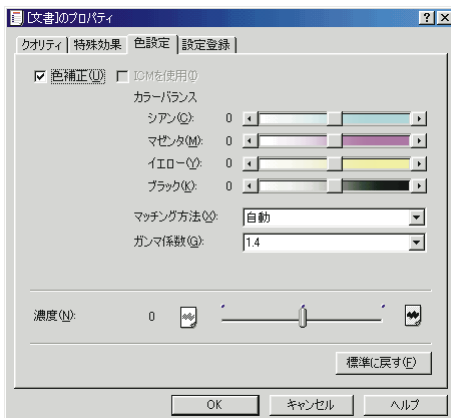 [文書]のプロパティ
クオリティ 特殊効果 色設定 設定登録
色補正(U) ICMを使用(I)
カラーバランス
シアン(C): 0
マゼンタ(M): 0
イエロー(Y): 0
ブラック(K): 0
マッチング方法(X): 自動
ガンマ係数(G): 1.4
濃度(N): 0
標準に戻す(F)
OK キャンセル ヘルプ